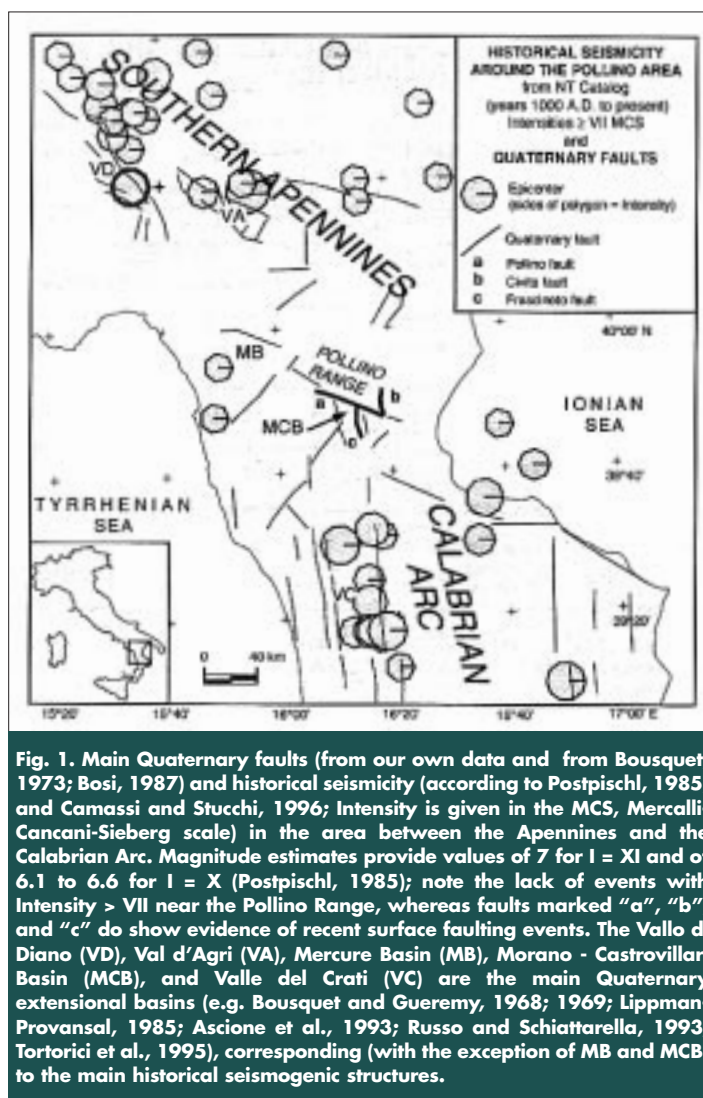 HISTORICAL SEISMICITY
AROUND THE POLLINO AREA
from NT Catalog
(years 1000 A.D. to present)
Intensities ≥ VII MCS
and
QUATERNARY FAULTS
Epicenter
(sides of polygon = Intensity)
Quaternary fault
a Pollino fault
b Civita fault
c Frascineto fault
SOUTHERN APENNINES
VD
VA
40°00' N
MB
POLLINO
RANGE
a
b
c
MCB
IONIAN
SEA
39°40'
TYRRHENIAN
SEA
CALABRIAN
ARC
39°20'
0 40 km
15°20' 15°40' 16°00' 16°20' 16°40' 17°00' E
Fig. 1. Main Quaternary faults (from our own data and from Bousquet
1973; Bosi, 1987) and historical seismicity (according to Postpischl, 1985
and Camassi and Stucchi, 1996; Intensity is given in the MCS, Mercalli
Cancani-Sieberg scale) in the area between the Apennines and the
Calabrian Arc. Magnitude estimates provide values of 7 for I = XI and o
6.1 to 6.6 for I = X (Postpischl, 1985); note the lack of events with
Intensity > VII near the Pollino Range, whereas faults marked “a”, “b”
and “c” do show evidence of recent surface faulting events. The Vallo d
Diano (VD), Val d’Agri (VA), Mercure Basin (MB), Morano - Castrovillar
Basin (MCB), and Valle del Crati (VC) are the main Quaternary
extensional basins (e.g. Bousquet and Gueremy, 1968; 1969; Lippman
Provansal, 1985; Ascione et al., 1993; Russo and Schiattarella, 1993
Tortorici et al., 1995), corresponding (with the exception of MB and MCB
to the main historical seismogenic structures.